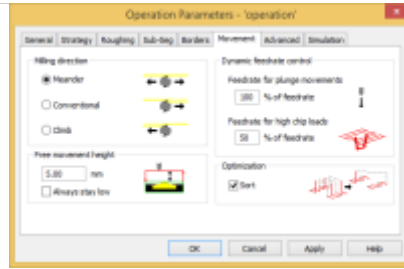 Operation Parameters - 'operation'
General Strategy Roughing Sub-Seg Borders Movement Advanced Simulation
Milling direction
Meander
Conventional
Climb
Free movement height
5.00 mm
Always stay low
Dynamic feedrate control
Feedrate for plunge movements
100 % of feedrate
Feedrate for high chip loads
50 % of feedrate
Optimization
Sort
OK Cancel Apply Help